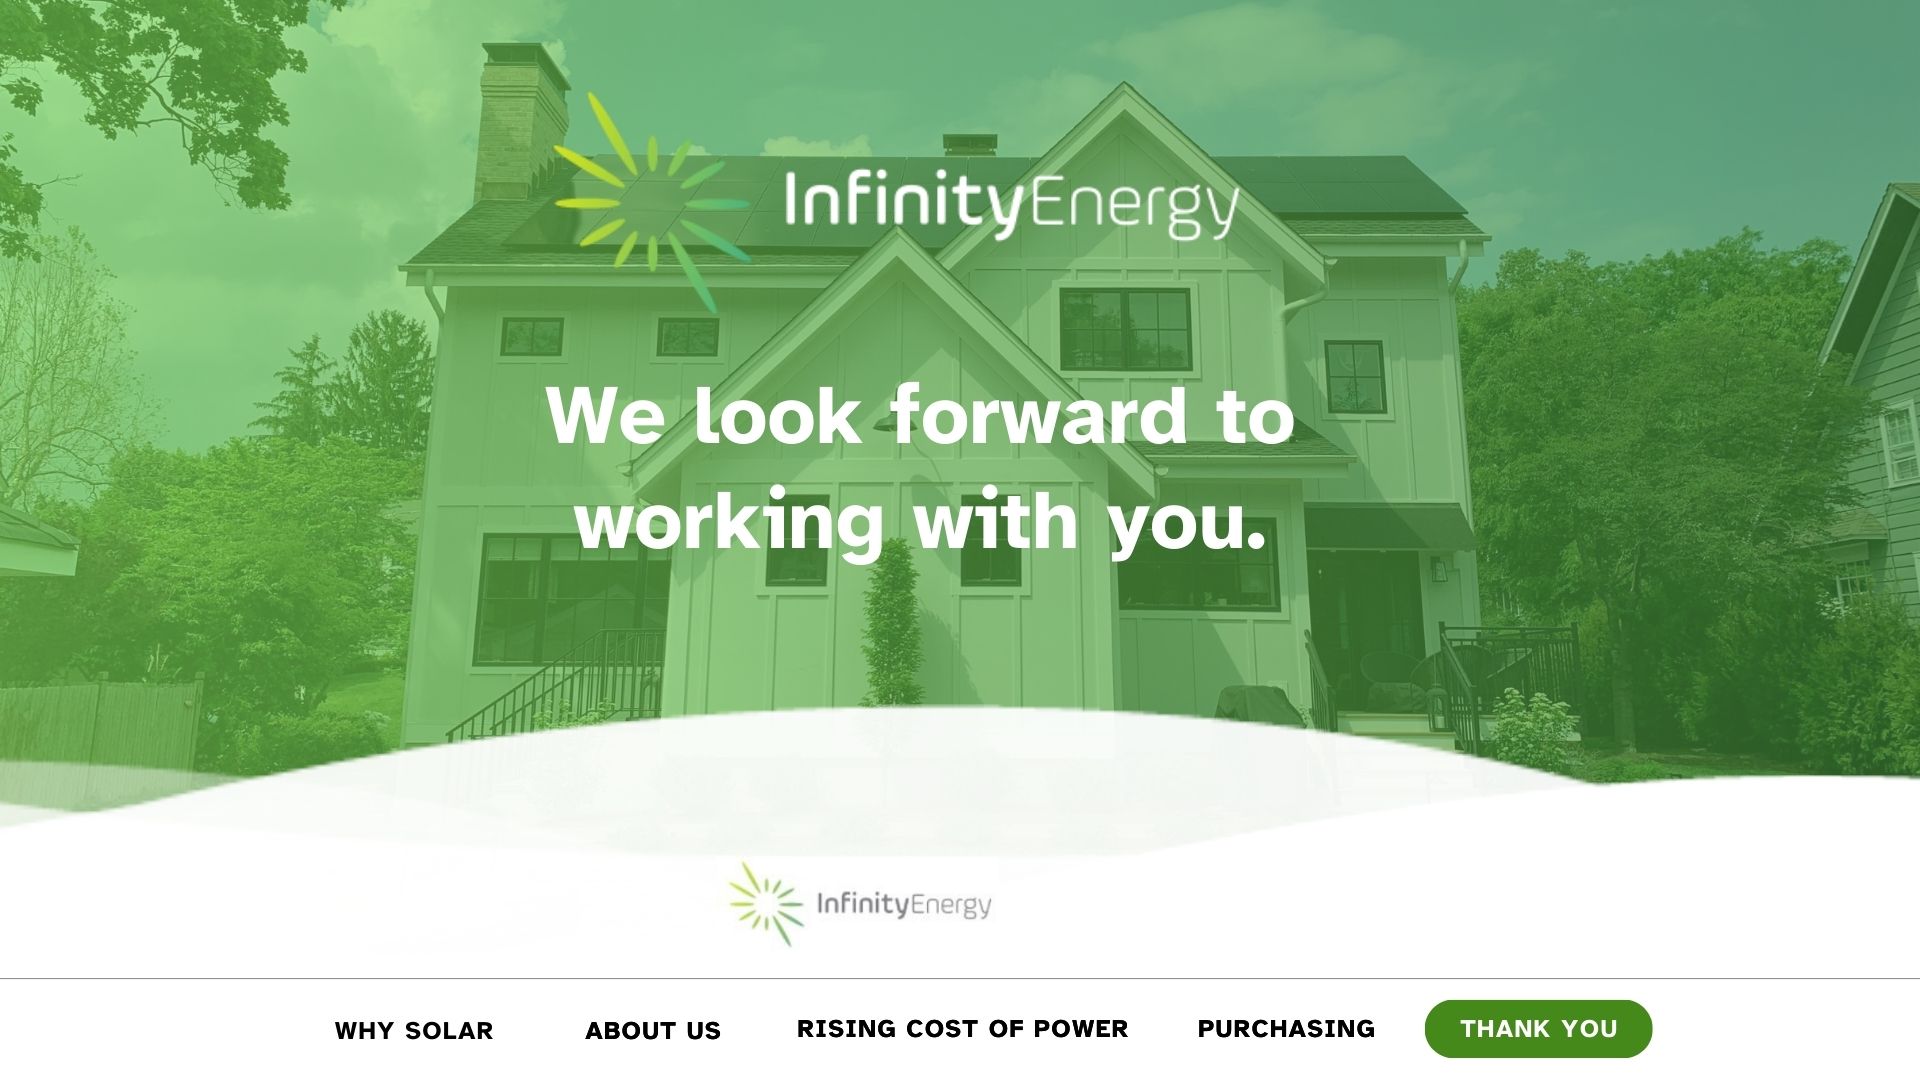 InfinityEnergy
We look forward to
working with you.
InfinityEnergy
WHY SOLAR ABOUT US RISING COST OF POWER PURCHASING THANK YOU